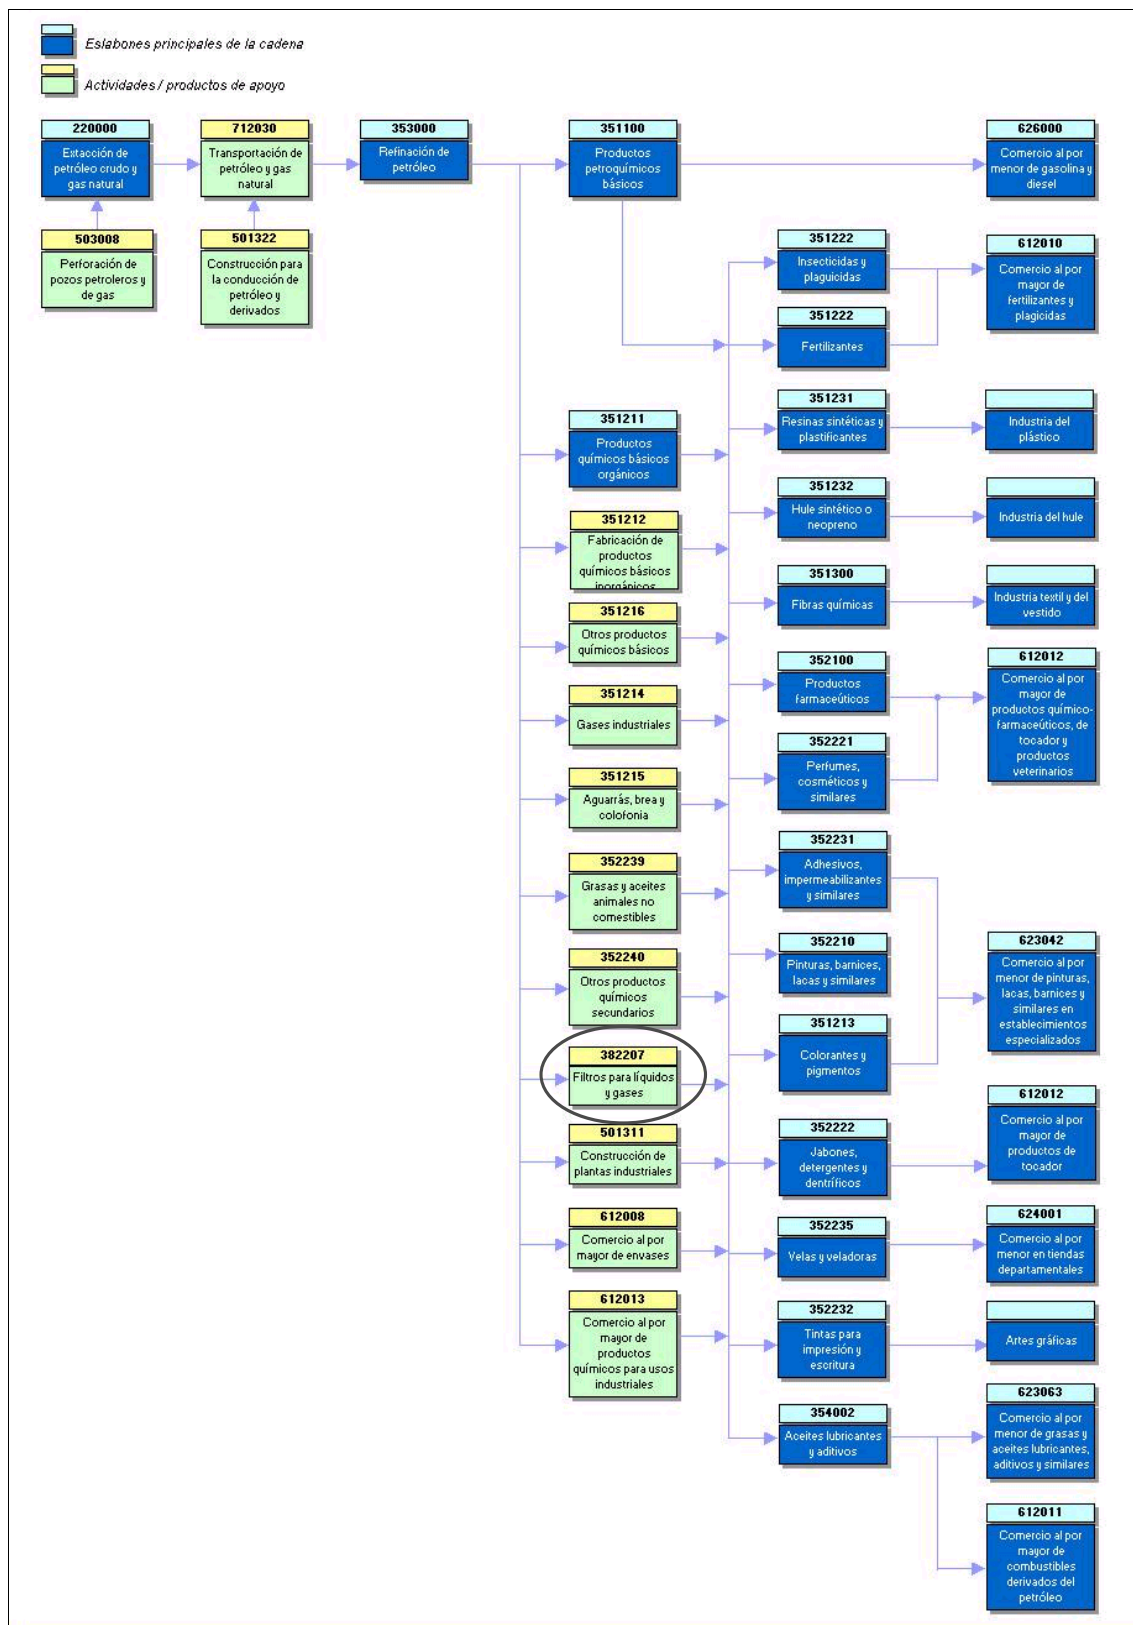 Eslabones principales de la cadena
Actividades / productos de apoyo
220000
Extacción de
petróleo crudo y
gas natural
712030
Transportación de
petróleo y gas
natural
353000
Refinación de
petróleo
351100
Productos
petroquímicos
básicos
626000
Comercio al por
menor de gasolina y
diesel
503008
Perforación de
pozos petroleros y
de gas
501322
Construcción para
la conducción de
petróleo y
derivados
351222
Insecticidas y
plaguicidas
612010
Comercio al por
mayor de
fertilizantes y
plagicidas
351222
Fertilizantes
351211
Productos
químicos básicos
orgánicos
351231
Resinas sintéticas y
plastificantes
Industria del
plástico
351212
Fabricación de
productos
químicos básicos
inorgánicos
351232
Hule sintético o
neopreno
Industria del hule
351216
Otros productos
químicos básicos
351300
Fibras químicas
Industria textil y del
vestido
351214
Gases industriales
352100
Productos
farmaceúticos
612012
Comercio al por
mayor de
productos químico-
farmaceúticos, de
tocador y
productos
veterinarios
352221
Perfumes,
cosméticos y
similares
351215
Aguarrás, brea y
colofonia
352239
Grasas y aceites
animales no
comestibles
352231
Adhesivos,
impermeabilizantes
y similares
352240
Otros productos
químicos
secundarios
352210
Pinturas, barnices,
lacas y similares
623042
Comercio al por
menor de pinturas,
lacas, barnices y
similares en
establecimientos
especializados
382207
Filtros para líquidos
y gases
351213
Colorantes y
pigmentos
501311
Construcción de
plantas industriales
352222
Jabones,
detergentes y
dentríficos
612012
Comercio al por
mayor de
productos de
tocador
612008
Comercio al por
mayor de envases
352235
Velas y veladoras
624001
Comercio al por
menor en tiendas
departamentales
612013
Comercio al por
mayor de
productos
químicos para usos
industriales
352232
Tintas para
impresión y
escritura
Artes gráficas
354002
Aceites lubricantes
y aditivos
623063
Comercio al por
menor de grasas y
aceites lubricantes,
aditivos y similares
612011
Comercio al por
mayor de
combustibles
derivados del
petróleo